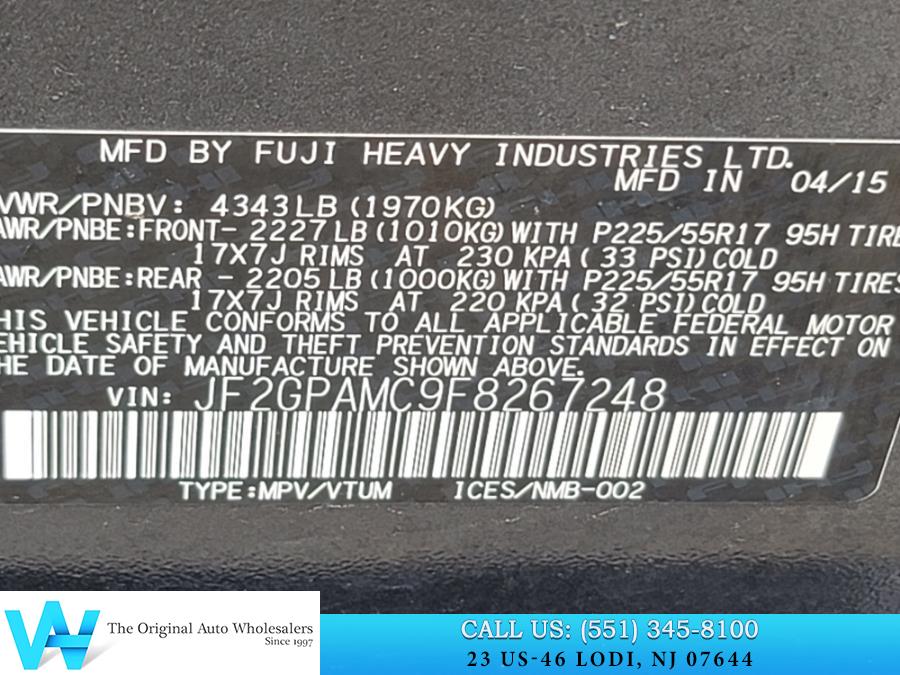 MFD BY FUJI HEAVY INDUSTRIES LTD.
MFD IN 04/15
VWR/PNBV: 4343LB (1970KG)
AWR/PNBE:FRONT- 2227 LB (1010KG) WITH P225/55R17 95H TIRE
17X7J RIMS AT 230 KPA ( 33 PSI) COLD
AWR/PNBE:REAR - 2205 LB (1000KG) WITH P225/55R17 95H TIRES
17X7J RIMS AT 220 KPA ( 32 PSI) COLD
HIS VEHICLE CONFORMS TO ALL APPLICABLE FEDERAL MOTOR
EHICLE SAFETY AND THEFT PREVENTION STANDARDS IN EFFECT ON
HE DATE OF MANUFACTURE SHOWN ABOVE.
VIN: JF2GPAMC9F8267248
TYPE:MPV/VTUM ICES/NMB-002
VW
The Original Auto Wholesalers
Since 1997
CALL US: (551) 345-8100
23 US-46 LODI, NJ 07644